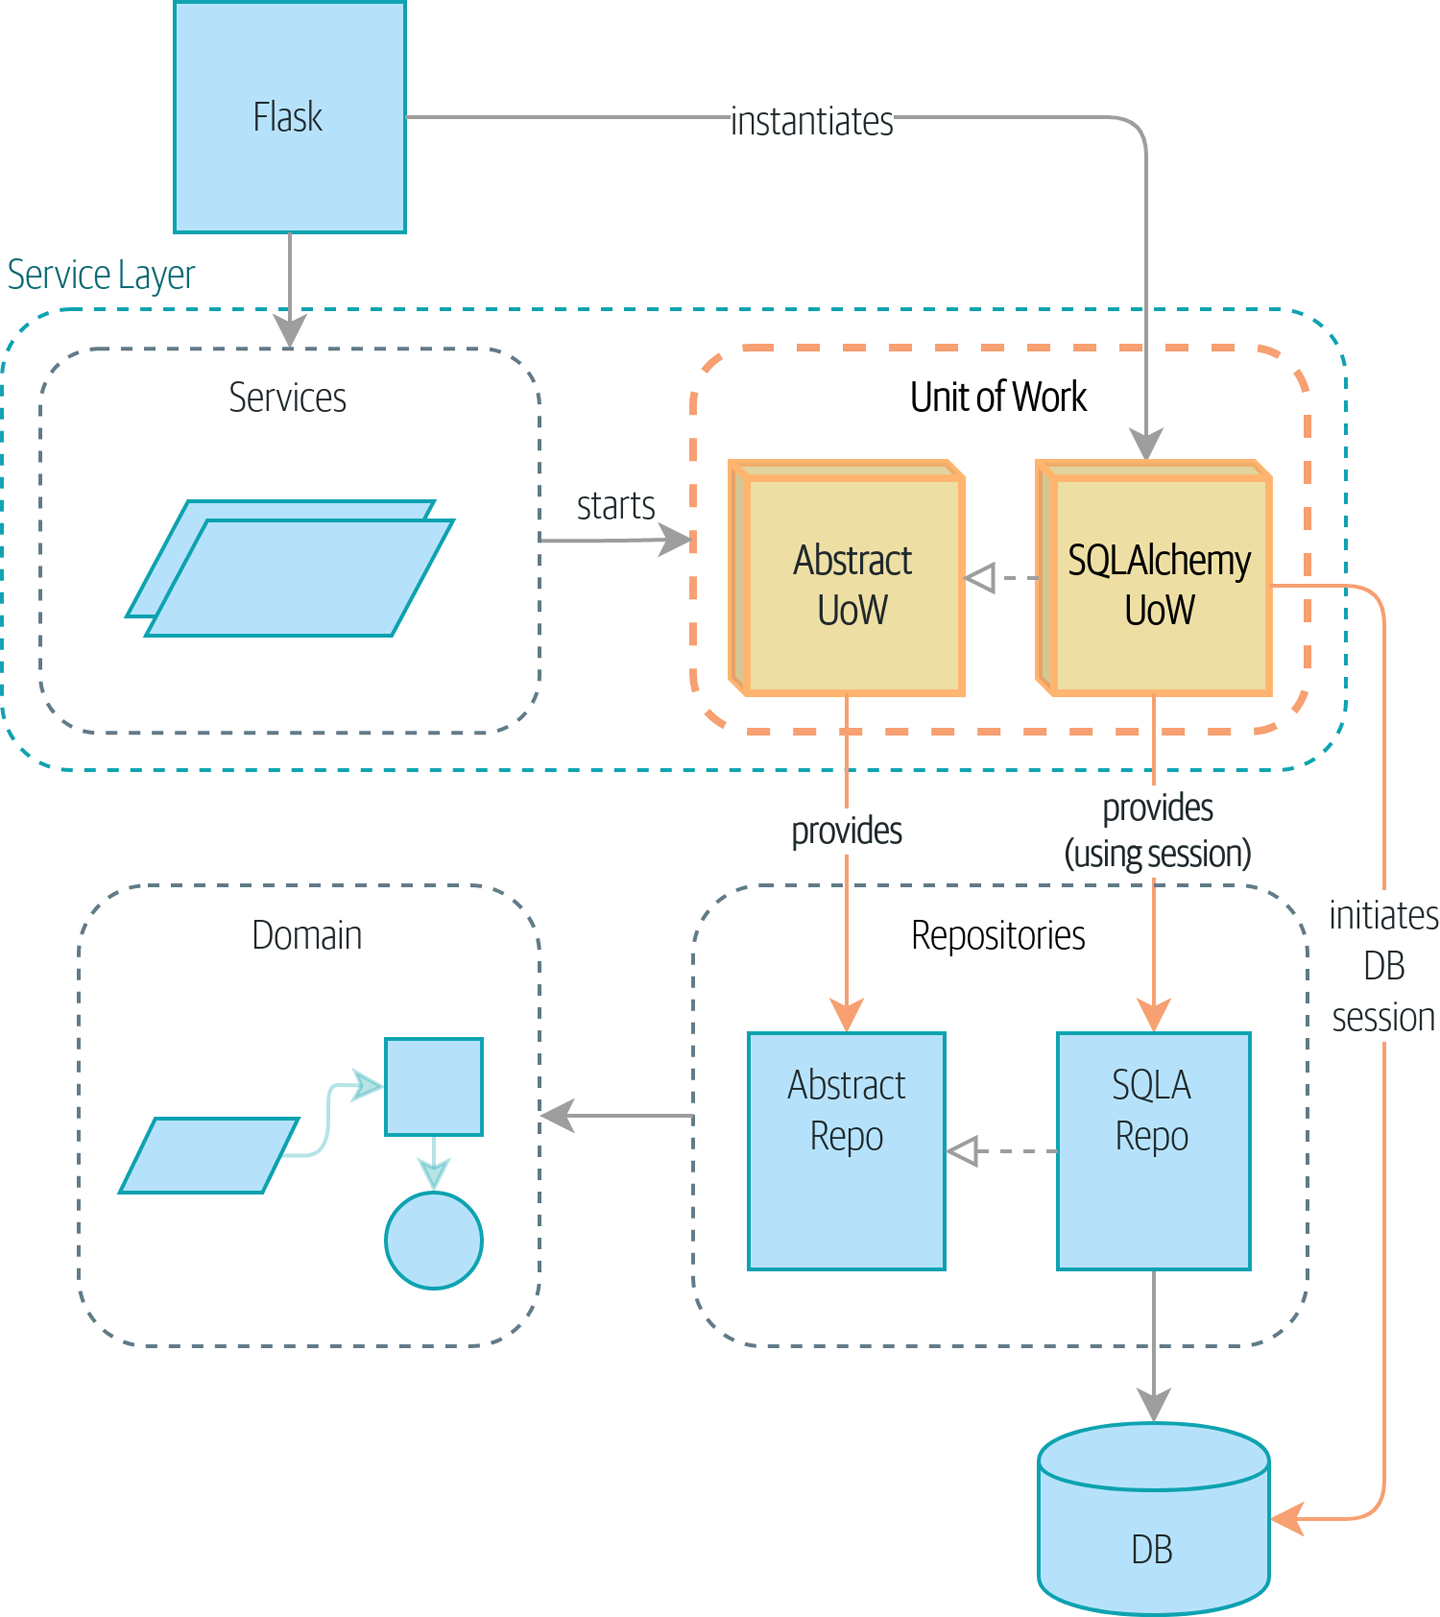 Flask
instantiates
Service Layer
Services
Unit of Work
starts
Abstract
UoW
SQLAlchemy
UoW
provides
provides
(using session)
Domain
Repositories
initiates
DB
session
Abstract
Repo
SQLA
Repo
DB